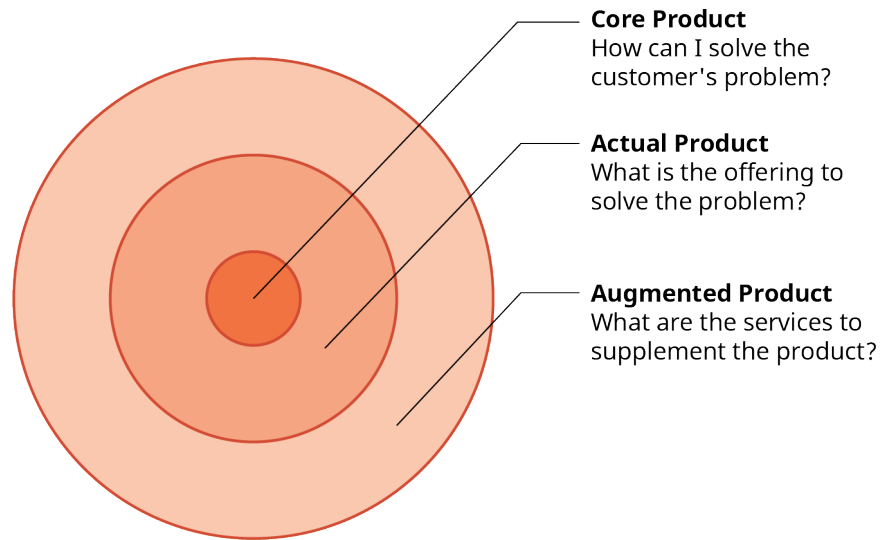 Core Product
How can I solve the
customer's problem?
Actual Product
What is the offering to
solve the problem?
Augmented Product
What are the services to
supplement the product?